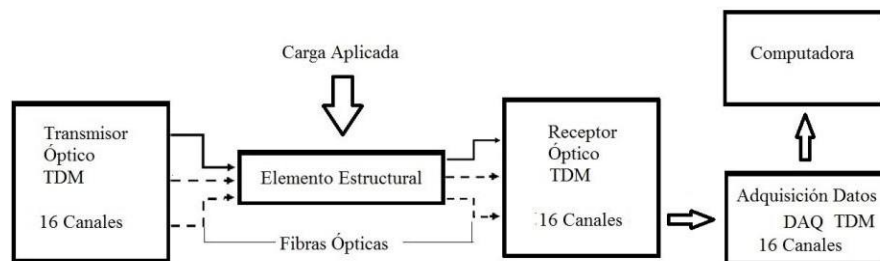 Carga Aplicada
Transmisor
Óptico
TDM
16 Canales
Elemento Estructural
Fibras Ópticas
Receptor
Óptico
TDM
16 Canales
Computadora
Adquisición Datos
DAQ TDM
16 Canales